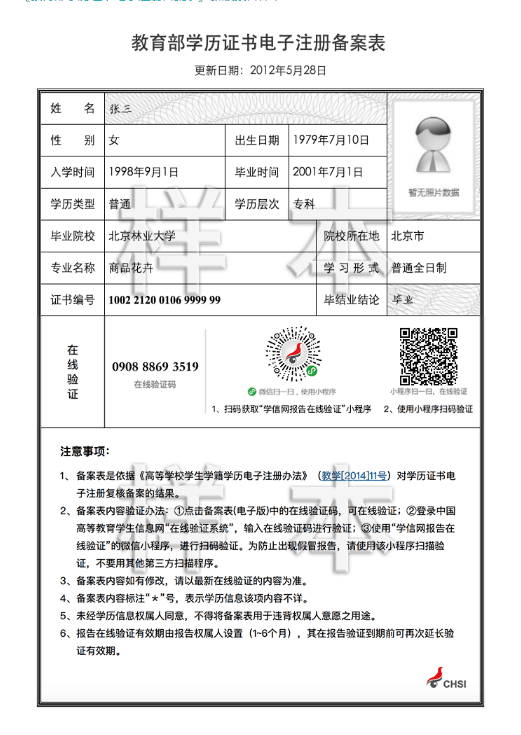 教育部学历证书电子注册备案表
更新日期：2012年5月28日
姓 名 张三
性 别 女 出生日期 1979年7月10日
入学时间 1998年9月1日 毕业时间 2001年7月1日
暂无照片数据
学历类型 普通 学历层次 专科
毕业院校 北京林业大学 院校所在地 北京市
专业名称 商品花卉 学习形式 普通全日制
证书编号 1002 2120 0106 9999 99 毕结业结论 毕业
样本
在线验证
0908 8869 3519
在线验证码
微信扫一扫，使用小程序
小程序扫一扫，在线验证
1、扫码获取“学信网报告在线验证”小程序 2、使用小程序扫码验证
注意事项：
1、备案表是依据《高等学校学生学籍学历电子注册办法》（教学[2014]11号）对学历证书电
子注册复核备案的结果。
2、备案表内容验证办法：①点击备案表(电子版)中的在线验证码，可在线验证；②登录中国
高等教育学生信息网“在线验证系统”，输入在线验证码进行验证；③使用“学信网报告在
线验证”的微信小程序，进行扫码验证。为防止出现假冒报告，请使用该小程序扫描验
证，不要用其他第三方扫描程序。
3、备案表内容如有修改，请以最新在线验证的内容为准。
4、备案表内容标注“＊”号，表示学历信息该项内容不详。
5、未经学历信息权属人同意，不得将备案表用于违背权属人意愿之用途。
6、报告在线验证有效期由报告权属人设置（1~6个月），其在报告验证到期前可再次延长验
证有效期。
样本
CHSI